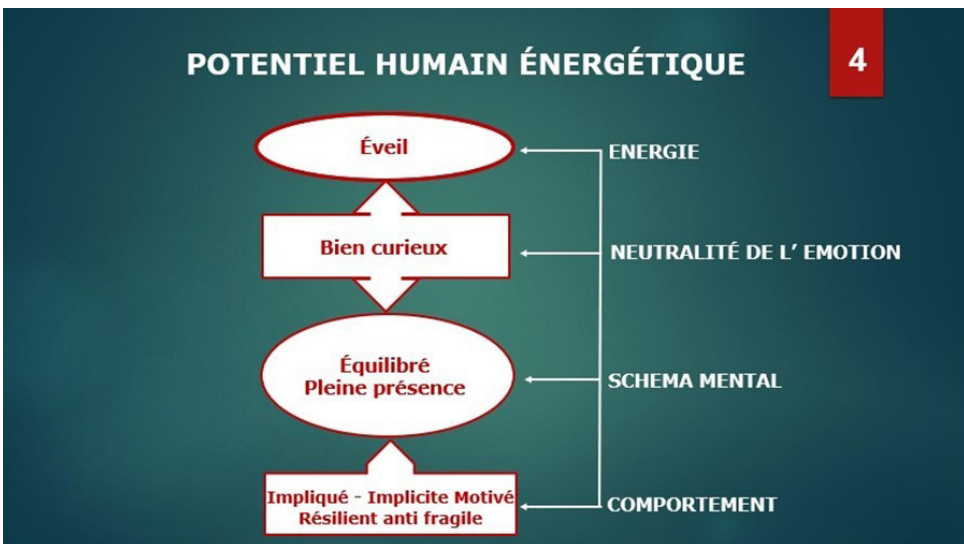 POTENTIEL HUMAIN ÉNERGÉTIQUE
4
Éveil
ENERGIE
Bien curieux
NEUTRALITÉ DE L' EMOTION
Équilibré
Pleine présence
SCHEMA MENTAL
Impliqué - Implicite Motivé
Résilient anti fragile
COMPORTEMENT